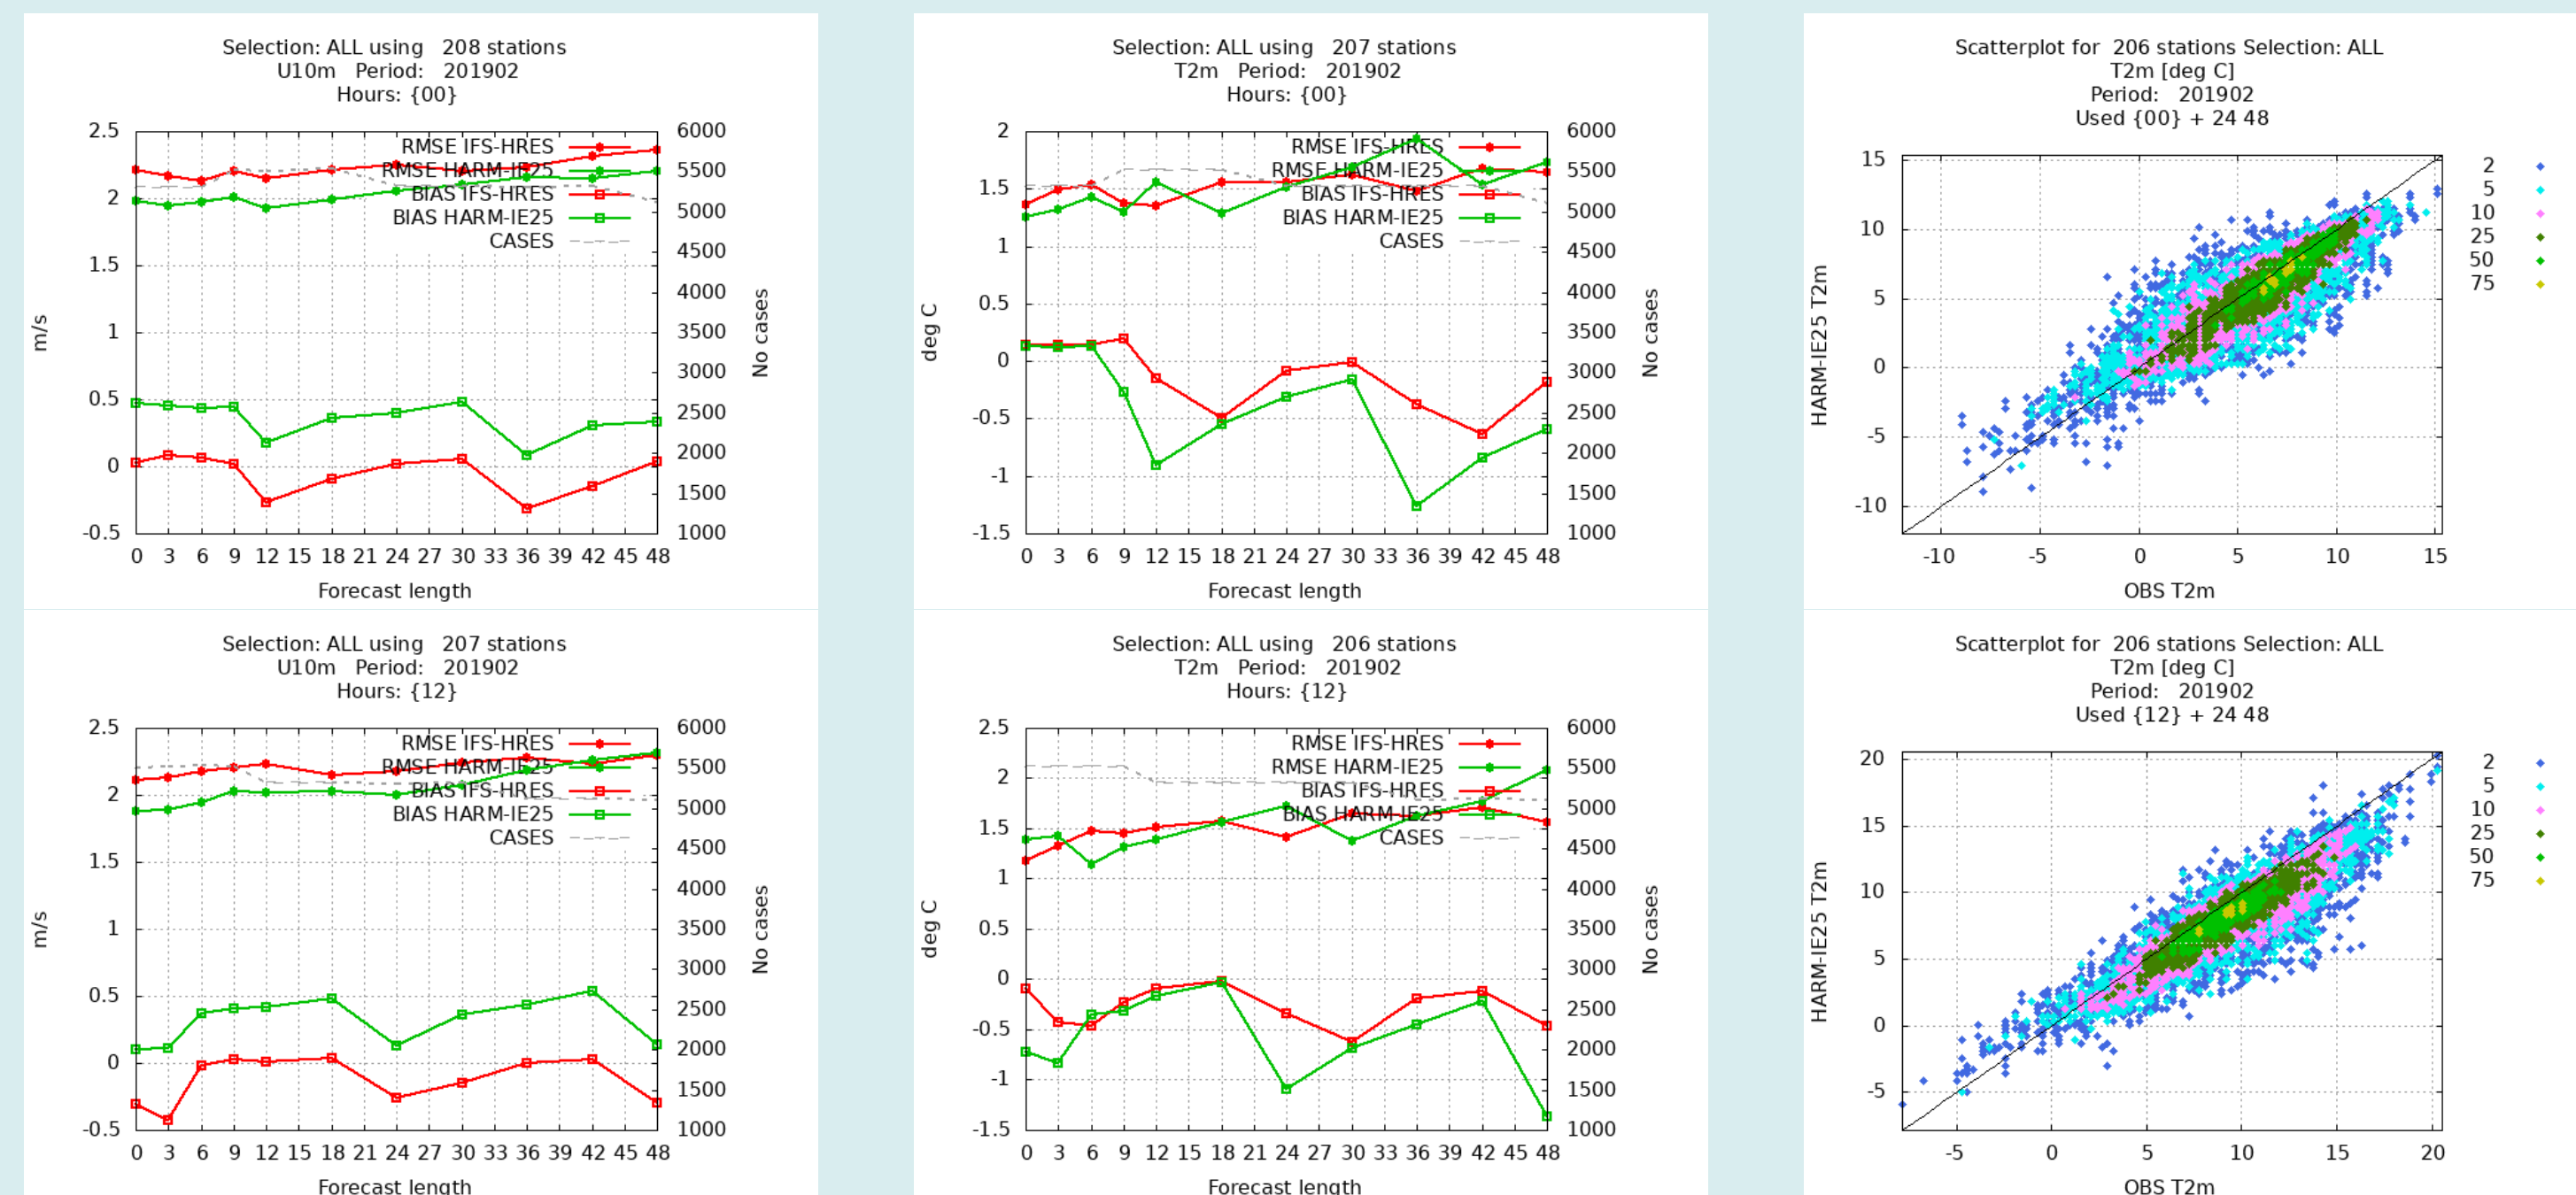 Selection: ALL using 208 stations
U10m Period: 201902
Hours: {00}
2.5
2
1.5
1
0.5
0
-0.5
m/s
RMSE IFS-HRES
RMSE HARM-IE25
BIAS IFS-HRES
BIAS HARM-IE25
CASES
6000
5500
5000
4500
4000
3500
3000
2500
2000
1500
1000
No cases
0 3 6 9 12 15 18 21 24 27 30 33 36 39 42 45 48
Forecast length
Selection: ALL using 207 stations
T2m Period: 201902
Hours: {00}
2
1.5
1
0.5
0
-0.5
-1
-1.5
deg C
RMSE IFS-HRES
RMSE HARM-IE25
BIAS IFS-HRES
BIAS HARM-IE25
CASES
6000
5500
5000
4500
4000
3500
3000
2500
2000
1500
1000
No cases
0 3 6 9 12 15 18 21 24 27 30 33 36 39 42 45 48
Forecast length
Scatterplot for 206 stations Selection: ALL
T2m [deg C]
Period: 201902
Used {00} + 24 48
15
10
5
0
-5
-10
HARM-IE25 T2m
2
5
10
25
50
75
-10 -5 0 5 10 15
OBS T2m
Selection: ALL using 207 stations
U10m Period: 201902
Hours: {12}
2.5
2
1.5
1
0.5
0
-0.5
m/s
RMSE IFS-HRES
RMSE HARM-IE25
BIAS IFS-HRES
BIAS HARM-IE25
CASES
6000
5500
5000
4500
4000
3500
3000
2500
2000
1500
1000
No cases
0 3 6 9 12 15 18 21 24 27 30 33 36 39 42 45 48
Forecast length
Selection: ALL using 206 stations
T2m Period: 201902
Hours: {12}
2.5
2
1.5
1
0.5
0
-0.5
-1
-1.5
deg C
RMSE IFS-HRES
RMSE HARM-IE25
BIAS IFS-HRES
BIAS HARM-IE25
CASES
6000
5500
5000
4500
4000
3500
3000
2500
2000
1500
1000
No cases
0 3 6 9 12 15 18 21 24 27 30 33 36 39 42 45 48
Forecast length
Scatterplot for 206 stations Selection: ALL
T2m [deg C]
Period: 201902
Used {12} + 24 48
20
15
10
5
0
-5
HARM-IE25 T2m
2
5
10
25
50
75
-5 0 5 10 15 20
OBS T2m